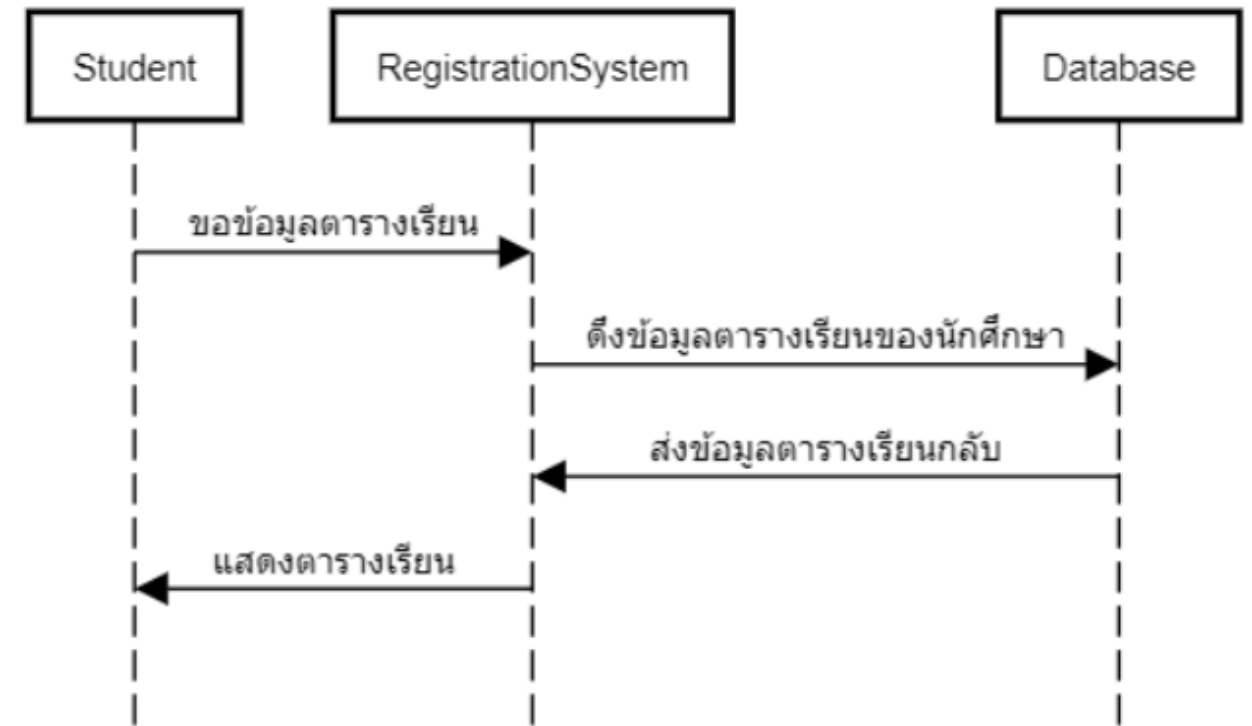 Student
RegistrationSystem
Database
ขอข้อมูลตารางเรียน
ดึงข้อมูลตารางเรียนของนักศึกษา
ส่งข้อมูลตารางเรียนกลับ
แสดงตารางเรียน